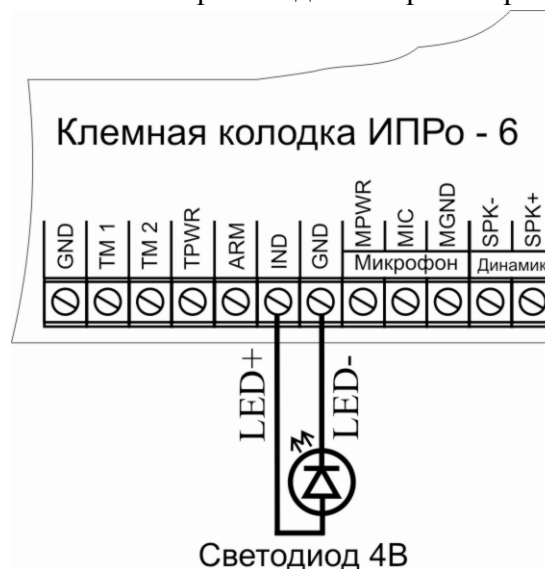 Клемная колодка ИПРо - 6
GND
TM 1
TM 2
TPWR
ARM
IND
GND
MPWR
MIC
MGND
SPK-
SPK+
Микрофон
Динамик
LED+
LED-
Светодиод 4В